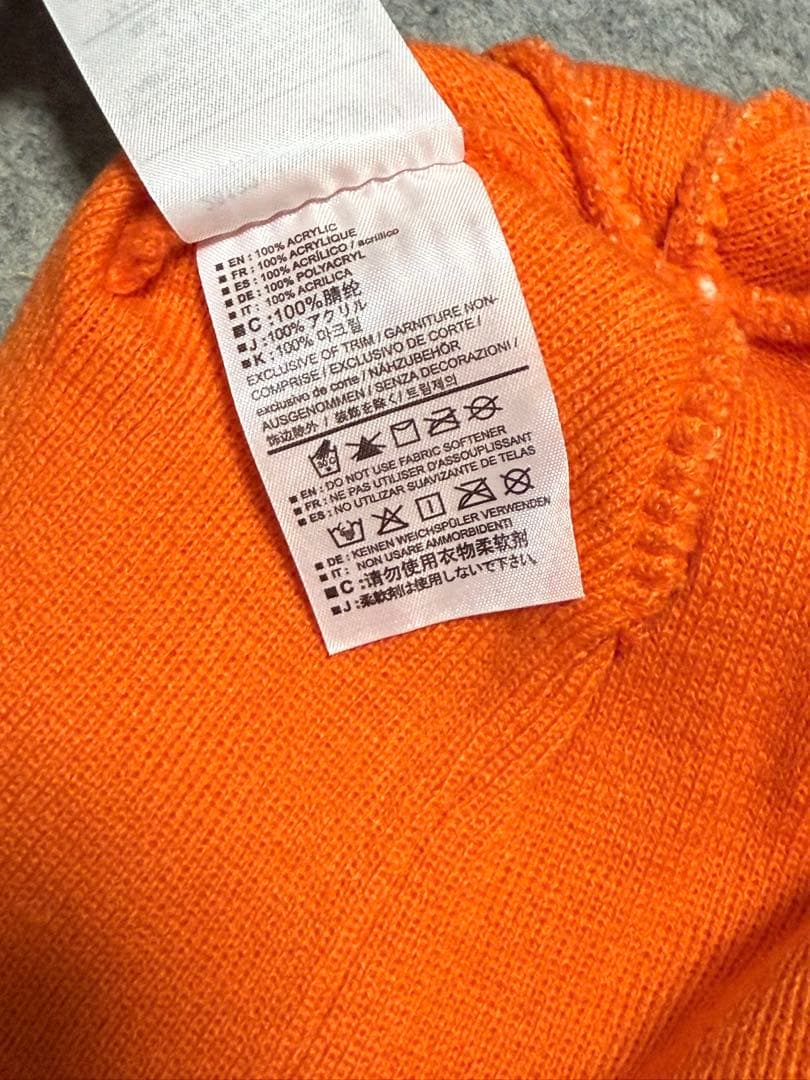 ■ EN : 100% ACRYLIC
■ FR : 100% ACRYLIQUE
■ ES : 100% ACRÍLICO / acrílico
■ DE : 100% POLYACRYL
■ IT : 100% ACRILICA
■ C : 100%腈纶
■ J : 100% アクリル
■ K : 100% 아크릴
EXCLUSIVE OF TRIM / GARNITURE NON-
COMPRISE / EXCLUSIVO DE CORTE /
exclusivo de corte / NÄHZUBEHÖR
AUSGENOMMEN / SENZA DECORAZIONI /
饰边除外 / 装飾を除く / 트림제외
■ EN : DO NOT USE FABRIC SOFTENER
■ FR : NE PAS UTILISER D'ASSOUPLISSANT
■ ES : NO UTILIZAR SUAVIZANTE DE TELAS
■ DE : KEINEN WEICHSPÜLER VERWENDEN
■ IT : NON USARE AMMORBIDENTI
■ C : 请勿使用衣物柔软剂
■ J : 柔軟剤は使用しないで下さい。